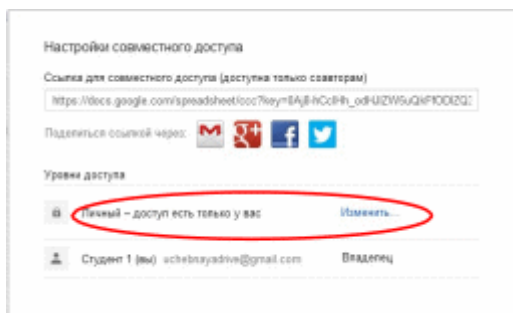 Настройки совместного доступа
Ссылка для совместного доступа (доступна только соавторам)
Поделиться ссылкой через:
Уровни доступа
Личный – доступ есть только у вас Изменить...
Студент 1 (вы) uchebnayadrive@gmail.com Владелец